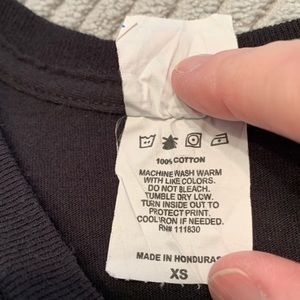 100% COTTON
MACHINE WASH WARM
WITH LIKE COLORS.
DO NOT BLEACH.
TUMBLE DRY LOW.
TURN INSIDE OUT TO
PROTECT PRINT.
COOL IRON IF NEEDED.
RN# 111830
MADE IN HONDURAS
XS